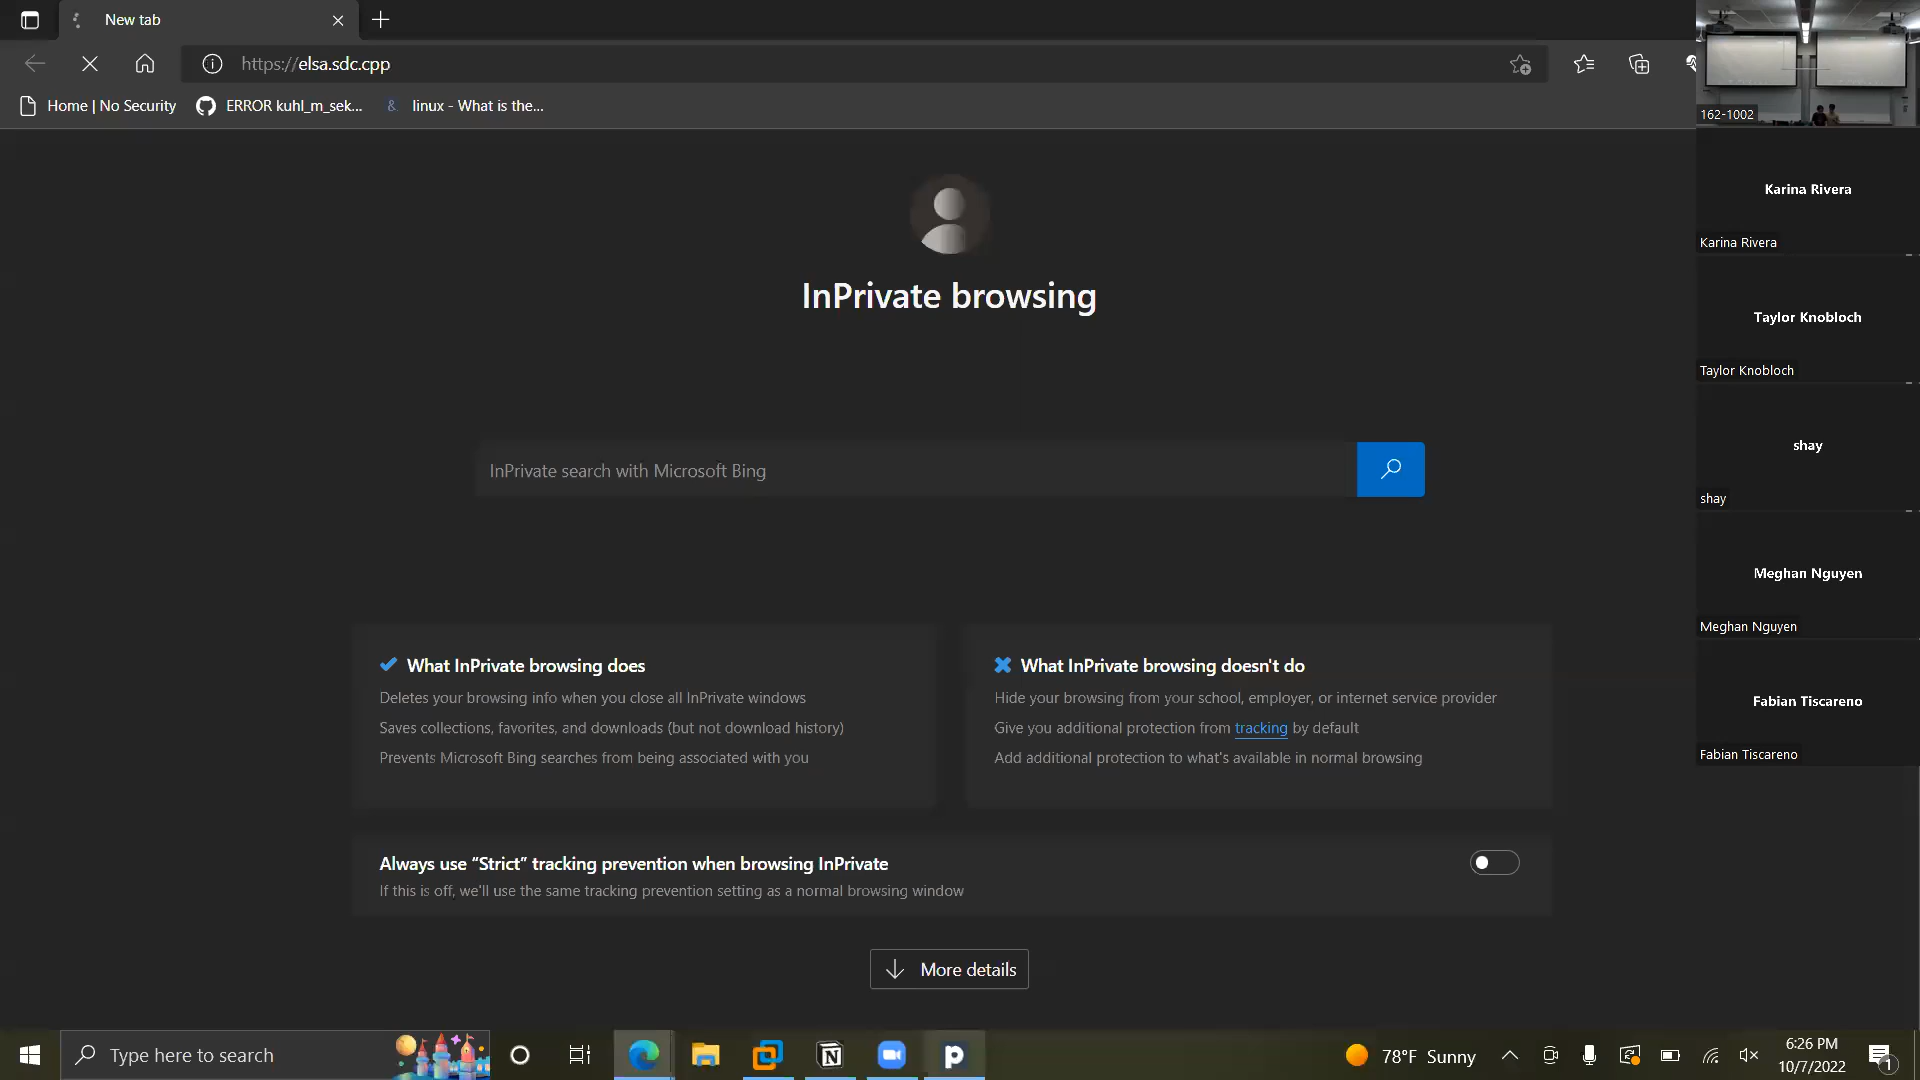 New tab
https://elsa.sdc.cpp
Home | No Security
ERROR kuhl_m_sek...
linux - What is the...
162-1002
InPrivate browsing
InPrivate search with Microsoft Bing
What InPrivate browsing does
Deletes your browsing info when you close all InPrivate windows
Saves collections, favorites, and downloads (but not download history)
Prevents Microsoft Bing searches from being associated with you
What InPrivate browsing doesn't do
Hide your browsing from your school, employer, or internet service provider
Give you additional protection from tracking by default
Add additional protection to what's available in normal browsing
Always use “Strict” tracking prevention when browsing InPrivate
If this is off, we'll use the same tracking prevention setting as a normal browsing window
More details
Karina Rivera
Karina Rivera
Taylor Knobloch
Taylor Knobloch
shay
shay
Meghan Nguyen
Meghan Nguyen
Fabian Tiscareno
Fabian Tiscareno
Type here to search
78°F Sunny
6:26 PM
10/7/2022
1